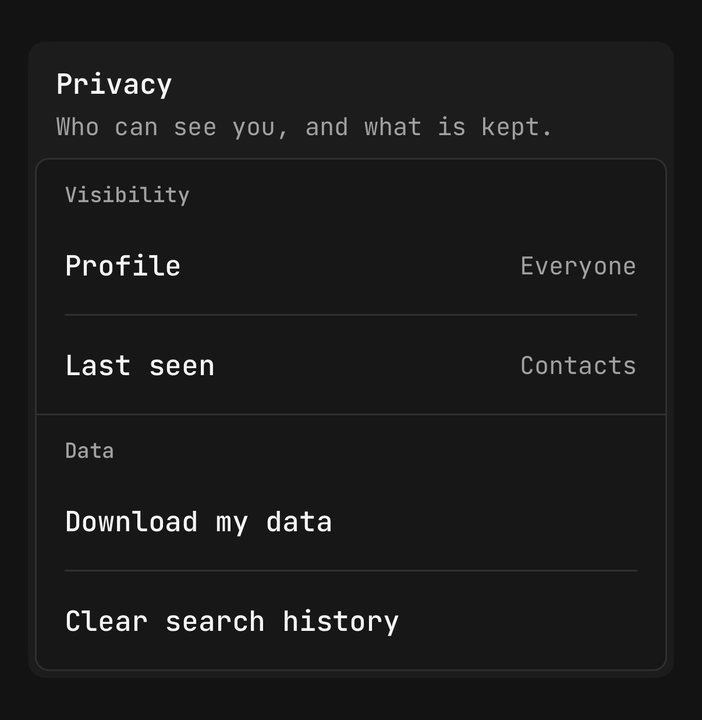 Privacy
Who can see you, and what is kept.
Visibility
Profile Everyone
Last seen Contacts
Data
Download my data
Clear search history